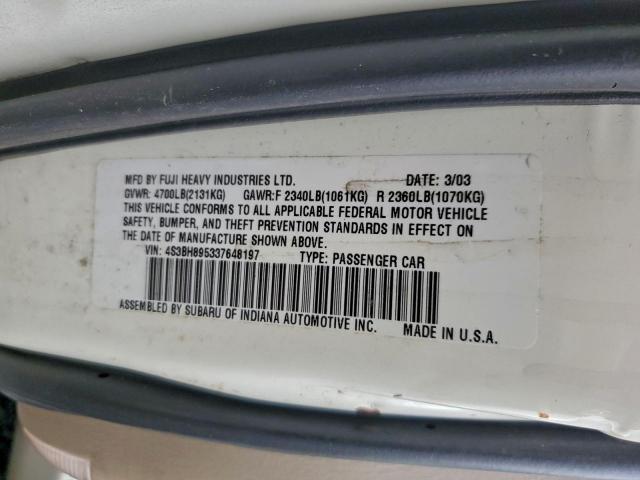 MFD BY FUJI HEAVY INDUSTRIES LTD. DATE: 3/03
GVWR: 4700LB(2131KG) GAWR:F 2340LB(1061KG) R 2360LB(1070KG)
THIS VEHICLE CONFORMS TO ALL APPLICABLE FEDERAL MOTOR VEHICLE
SAFETY, BUMPER, AND THEFT PREVENTION STANDARDS IN EFFECT ON
THE DATE OF MANUFACTURE SHOWN ABOVE.
VIN: 4S3BH895337648197 TYPE: PASSENGER CAR
ASSEMBLED BY SUBARU OF INDIANA AUTOMOTIVE INC. MADE IN U.S.A.